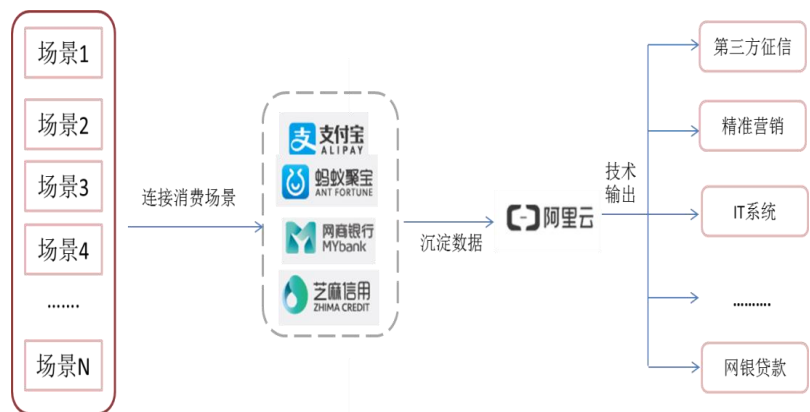 场景1
场景2
场景3
场景4
.......
场景N
连接消费场景
支付宝
ALIPAY
蚂蚁聚宝
ANT FORTUNE
网商银行
MYbank
芝麻信用
ZHIMA CREDIT
沉淀数据
阿里云
技术
输出
第三方征信
精准营销
IT系统
..........
网银贷款